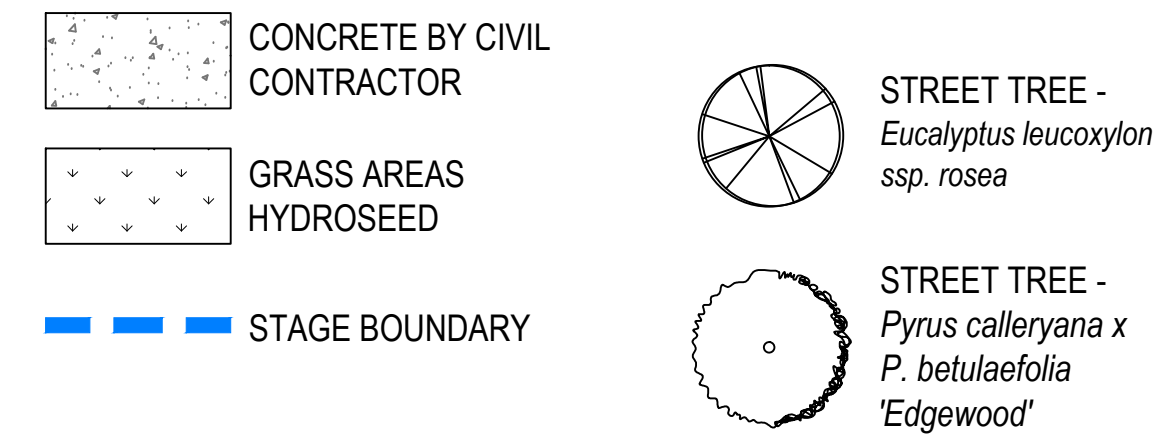 CONCRETE BY CIVIL
CONTRACTOR
GRASS AREAS
HYDROSEED
STAGE BOUNDARY
STREET TREE -
Eucalyptus leucoxylon
ssp. rosea
STREET TREE -
Pyrus calleryana x
P. betulaefolia
'Edgewood'